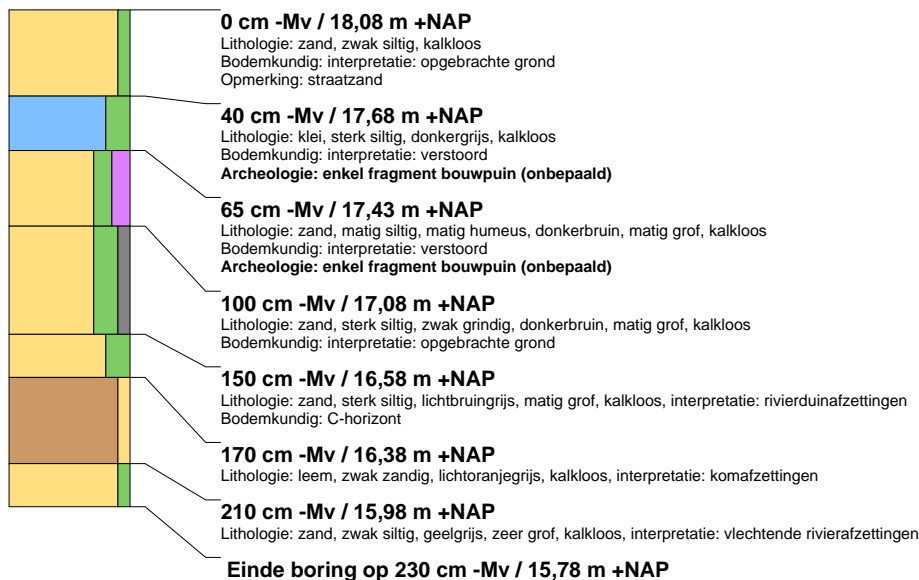 0 cm -Mv / 18,08 m +NAP
Lithologie: zand, zwak siltig, kalkloos
Bodemkundig: interpretatie: opgebrachte grond
Opmerking: straatzand
40 cm -Mv / 17,68 m +NAP
Lithologie: klei, sterk siltig, donkergrijs, kalkloos
Bodemkundig: interpretatie: verstoord
Archeologie: enkel fragment bouwpuin (onbepaald)
65 cm -Mv / 17,43 m +NAP
Lithologie: zand, matig siltig, matig humeus, donkerbruin, matig grof, kalkloos
Bodemkundig: interpretatie: verstoord
Archeologie: enkel fragment bouwpuin (onbepaald)
100 cm -Mv / 17,08 m +NAP
Lithologie: zand, sterk siltig, zwak grindig, donkerbruin, matig grof, kalkloos
Bodemkundig: interpretatie: opgebrachte grond
150 cm -Mv / 16,58 m +NAP
Lithologie: zand, sterk siltig, lichtbruingrijs, matig grof, kalkloos, interpretatie: rivierduinafzettingen
Bodemkundig: C-horizont
170 cm -Mv / 16,38 m +NAP
Lithologie: leem, zwak zandig, lichtoranjegrijs, kalkloos, interpretatie: komafzettingen
210 cm -Mv / 15,98 m +NAP
Lithologie: zand, zwak siltig, geelgrijs, zeer grof, kalkloos, interpretatie: vlechtende rivierafzettingen
Einde boring op 230 cm -Mv / 15,78 m +NAP